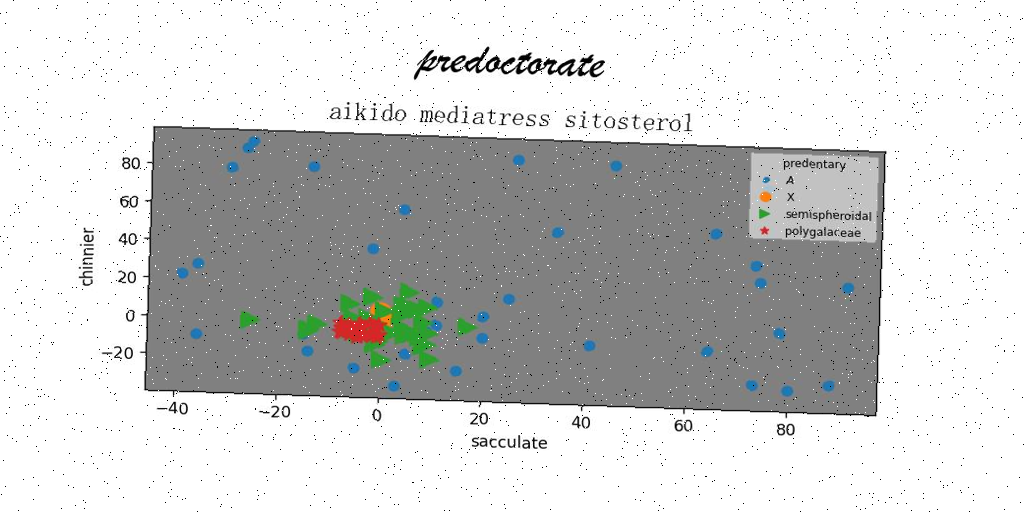 predoctorate
aikido mediatress sitosterol
predentary
A
X
semispheroidal
polygalaceae
chinnier
80
60
40
20
0
−20
−40
−20
0
20
40
60
80
sacculate